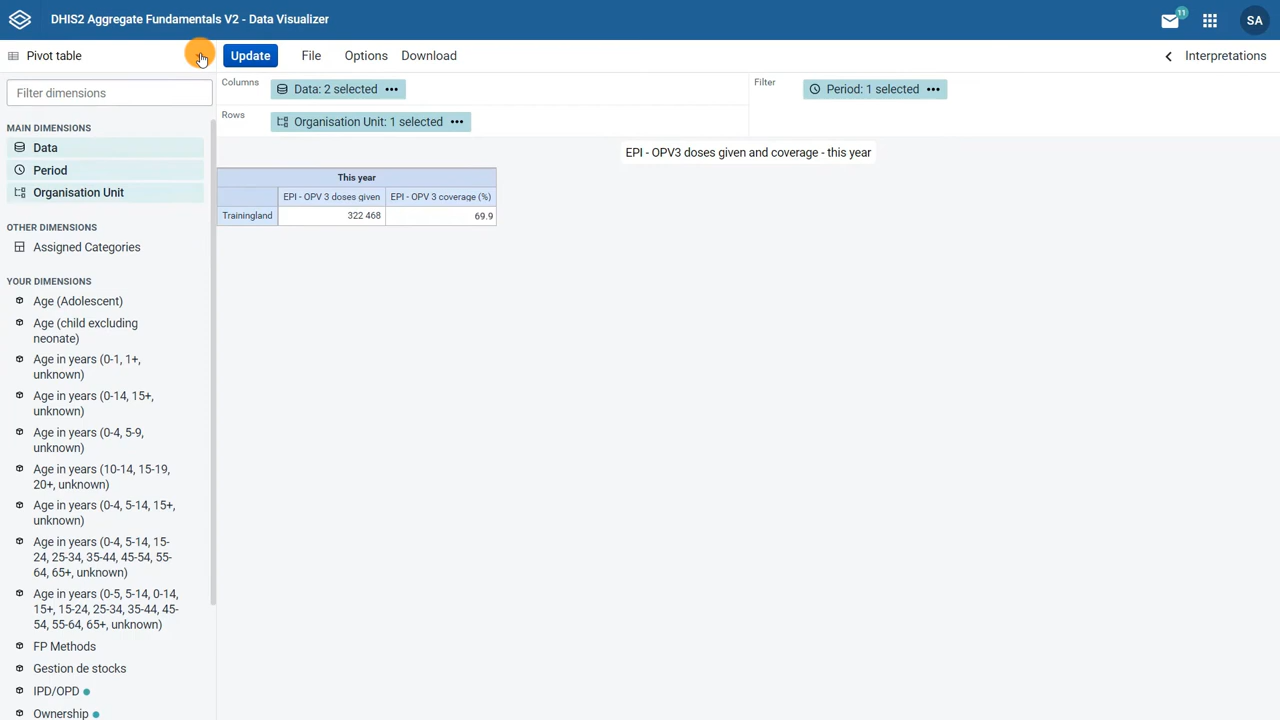 DHIS2 Aggregate Fundamentals V2 - Data Visualizer
11
SA
Pivot table
Update
File
Options
Download
Interpretations
Filter dimensions
Columns
Data: 2 selected
Filter
Period: 1 selected
Rows
Organisation Unit: 1 selected
MAIN DIMENSIONS
Data
Period
Organisation Unit
OTHER DIMENSIONS
Assigned Categories
YOUR DIMENSIONS
Age (Adolescent)
Age (child excluding
neonate)
Age in years (0-1, 1+,
unknown)
Age in years (0-14, 15+,
unknown)
Age in years (0-4, 5-9,
unknown)
Age in years (10-14, 15-19,
20+, unknown)
Age in years (0-4, 5-14, 15+,
unknown)
Age in years (0-4, 5-14, 15-
24, 25-34, 35-44, 45-54, 55-
64, 65+, unknown)
Age in years (0-5, 5-14, 0-14,
15+, 15-24, 25-34, 35-44, 45-
54, 55-64, 65+, unknown)
FP Methods
Gestion de stocks
IPD/OPD
Ownership
EPI - OPV3 doses given and coverage - this year
This year
EPI - OPV 3 doses given
EPI - OPV 3 coverage (%)
Trainingland
322 468
69.9